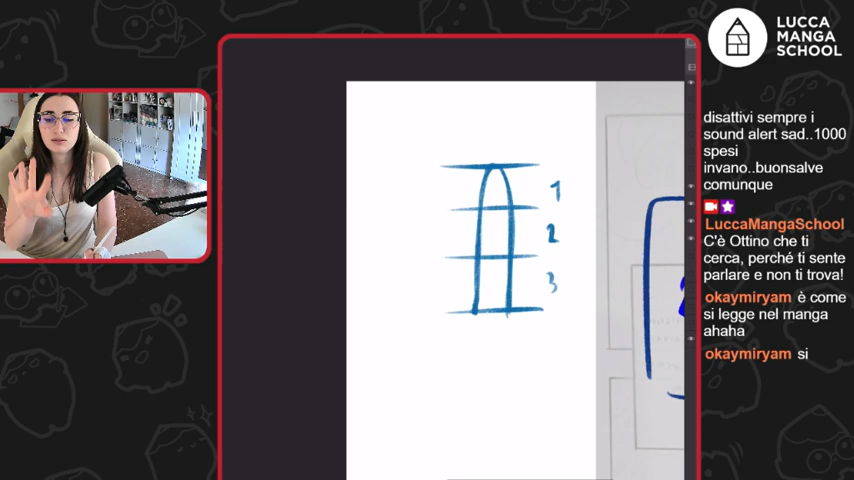 LUCCA
MANGA
SCHOOL
disattivi sempre i
sound alert sad..1000
spesi
invano..buonsalve
comunque
LuccaMangaSchool
C'è Ottino che ti
cerca, perché ti sente
parlare e non ti trova!
okaymiryam è come
si legge nel manga
ahaha
okaymiryam si
1
2
3